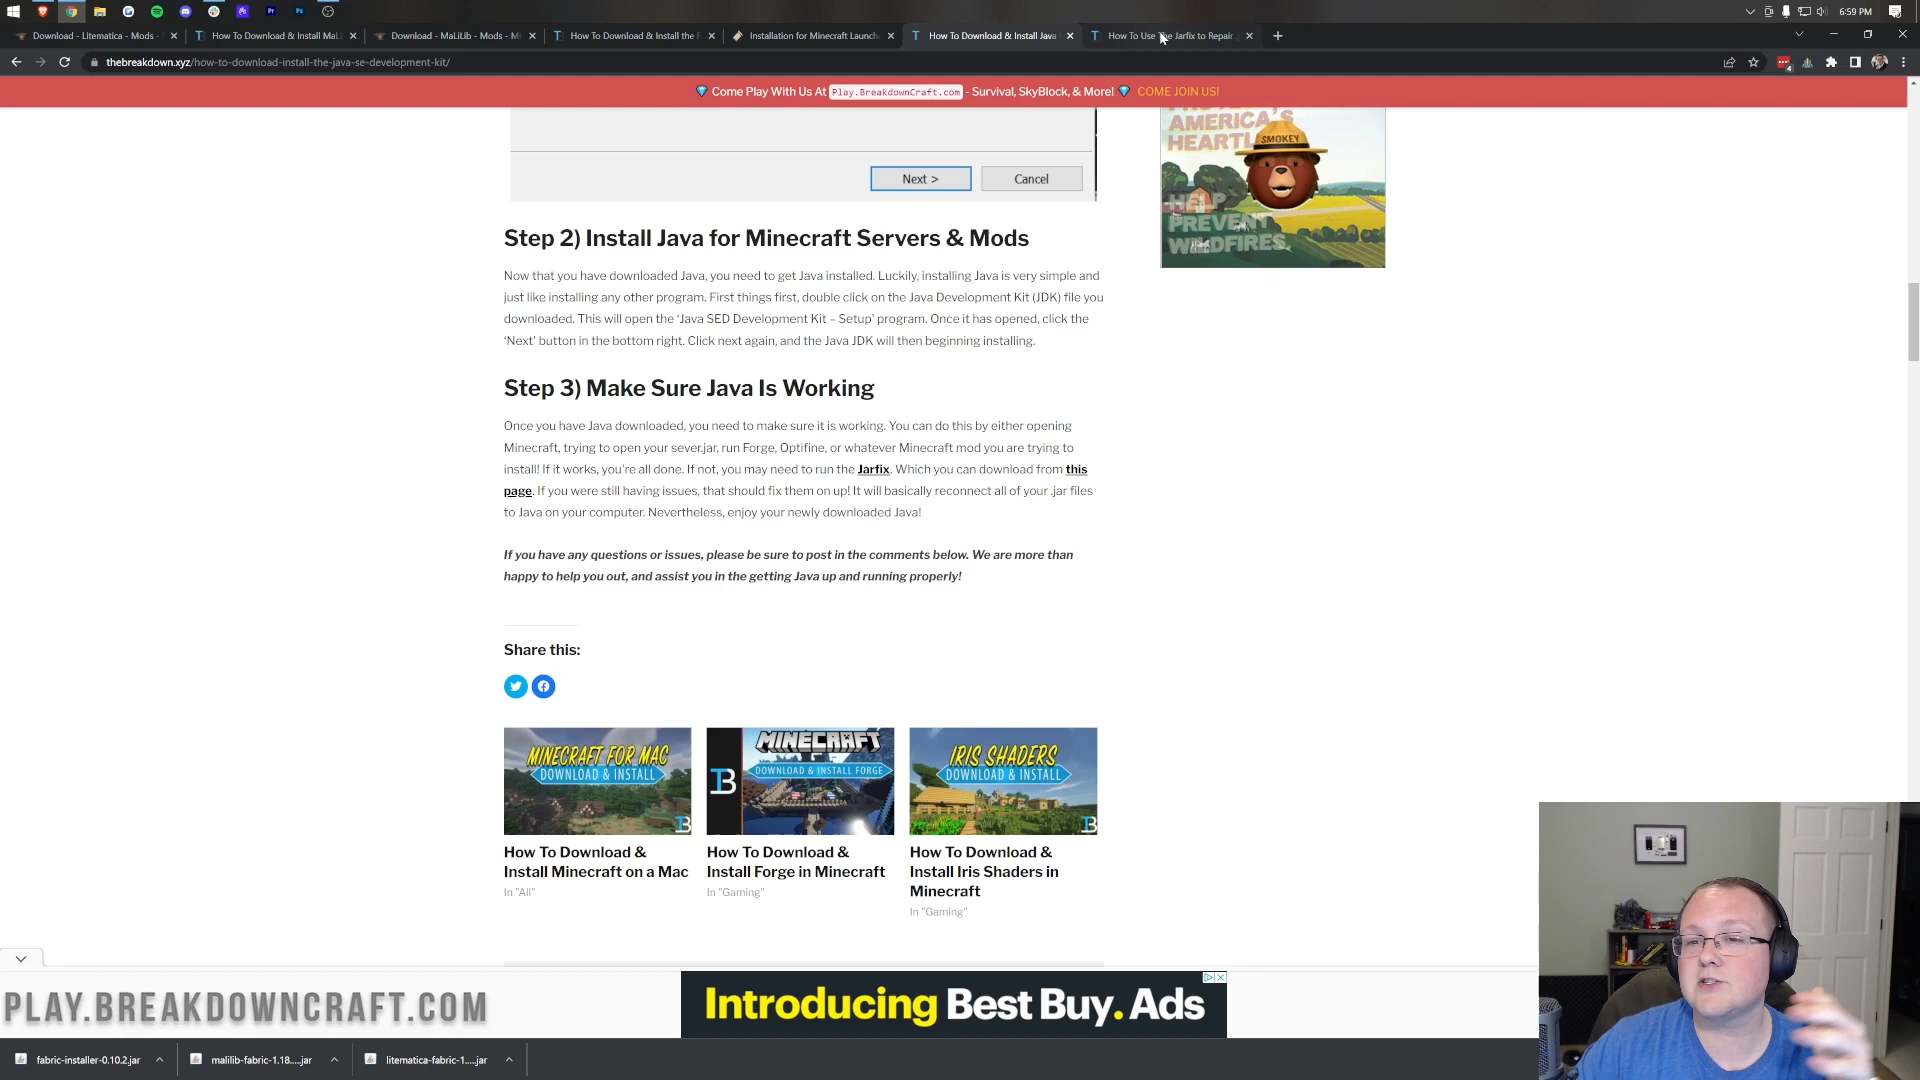 6:59 PM
Download - Litematica - Mods -
How To Download & Install MaLi
Download - MaLiLib - Mods - Mi
How To Download & Install the F
Installation for Minecraft Launch
How To Download & Install Java
How To Use The Jarfix to Repair .j
thebreakdown.xyz/how-to-download-install-the-java-se-development-kit/
Come Play With Us At Play.BreakdownCraft.com - Survival, SkyBlock, & More! COME JOIN US!
AMERICA'S
HEARTL
SMOKEY
HELP
PREVENT
WILDFIRES.
Next >
Cancel
Step 2) Install Java for Minecraft Servers & Mods
Now that you have downloaded Java, you need to get Java installed. Luckily, installing Java is very simple and
just like installing any other program. First things first, double click on the Java Development Kit (JDK) file you
downloaded. This will open the ‘Java SED Development Kit – Setup’ program. Once it has opened, click the
‘Next’ button in the bottom right. Click next again, and the Java JDK will then beginning installing.
Step 3) Make Sure Java Is Working
Once you have Java downloaded, you need to make sure it is working. You can do this by either opening
Minecraft, trying to open your sever.jar, run Forge, Optifine, or whatever Minecraft mod you are trying to
install! If it works, you're all done. If not, you may need to run the Jarfix. Which you can download from this
page. If you were still having issues, that should fix them on up! It will basically reconnect all of your .jar files
to Java on your computer. Nevertheless, enjoy your newly downloaded Java!
If you have any questions or issues, please be sure to post in the comments below. We are more than
happy to help you out, and assist you in the getting Java up and running properly!
Share this:
MINECRAFT FOR MAC
DOWNLOAD & INSTALL
MINECRAFT
DOWNLOAD & INSTALL FORGE
IRIS SHADERS
DOWNLOAD & INSTALL
How To Download &
Install Minecraft on a Mac
In "All"
How To Download &
Install Forge in Minecraft
In "Gaming"
How To Download &
Install Iris Shaders in
Minecraft
In "Gaming"
PLAY.BREAKDOWNCRAFT.COM
Introducing Best Buy. Ads
fabric-installer-0.10.2.jar
malilib-fabric-1.18....jar
litematica-fabric-1....jar